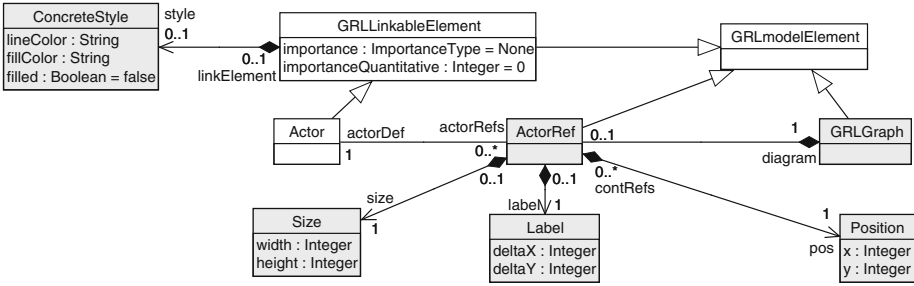 ConcreteStyle
lineColor : String
fillColor : String
filled : Boolean = false
style
0..1
0..1
linkElement
GRLLinkableElement
importance : ImportanceType = None
importanceQuantitative : Integer = 0
GRLmodelElement
Actor
actorDef
1
actorRefs
0..*
ActorRef
0..1
1
diagram
GRLGraph
0..1
0..1
0..*
contRefs
size
1
label
1
1
pos
Size
width : Integer
height : Integer
Label
deltaX : Integer
deltaY : Integer
Position
x : Integer
y : Integer